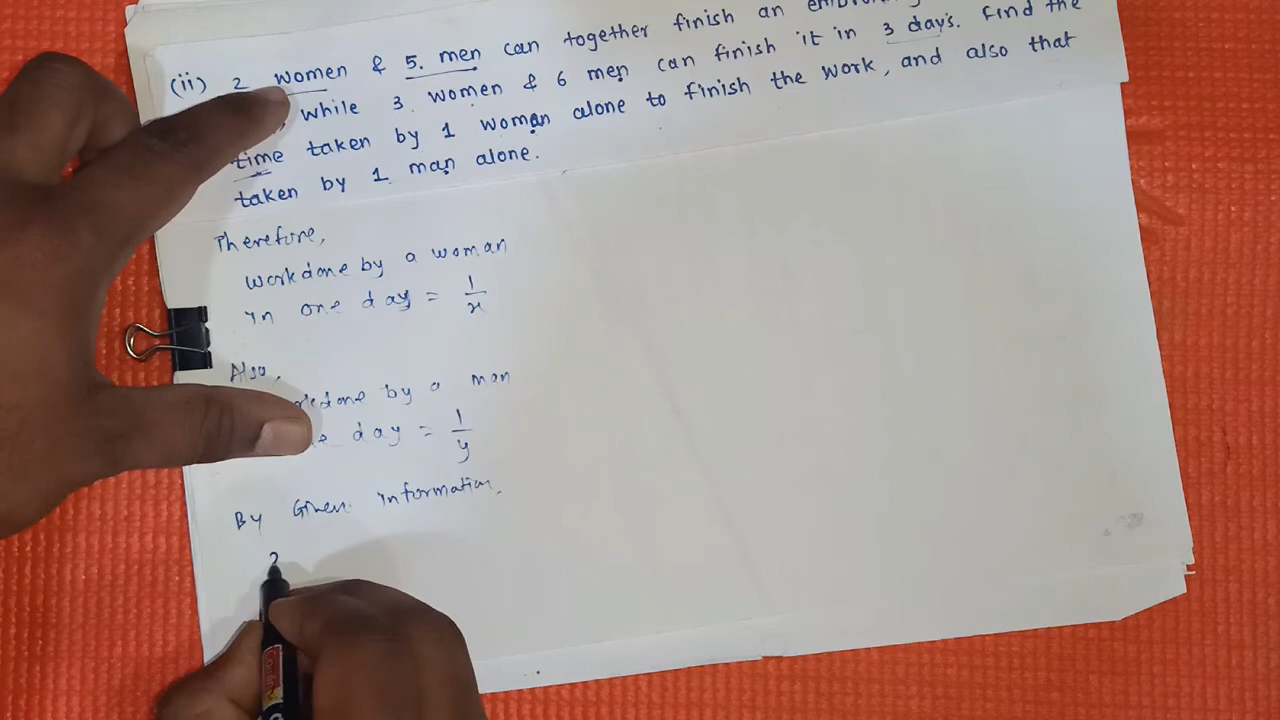 (ii) 2 women & 5. men can together finish an
, while 3. women & 6 men can finish it in 3 days. Find the
time taken by 1 woman alone to finish the work, and also that
taken by 1 man alone.
Therefore,
workdone by a woman
in one day = 1/x
Also,
done by a man
day = 1/y
By Given information,
2